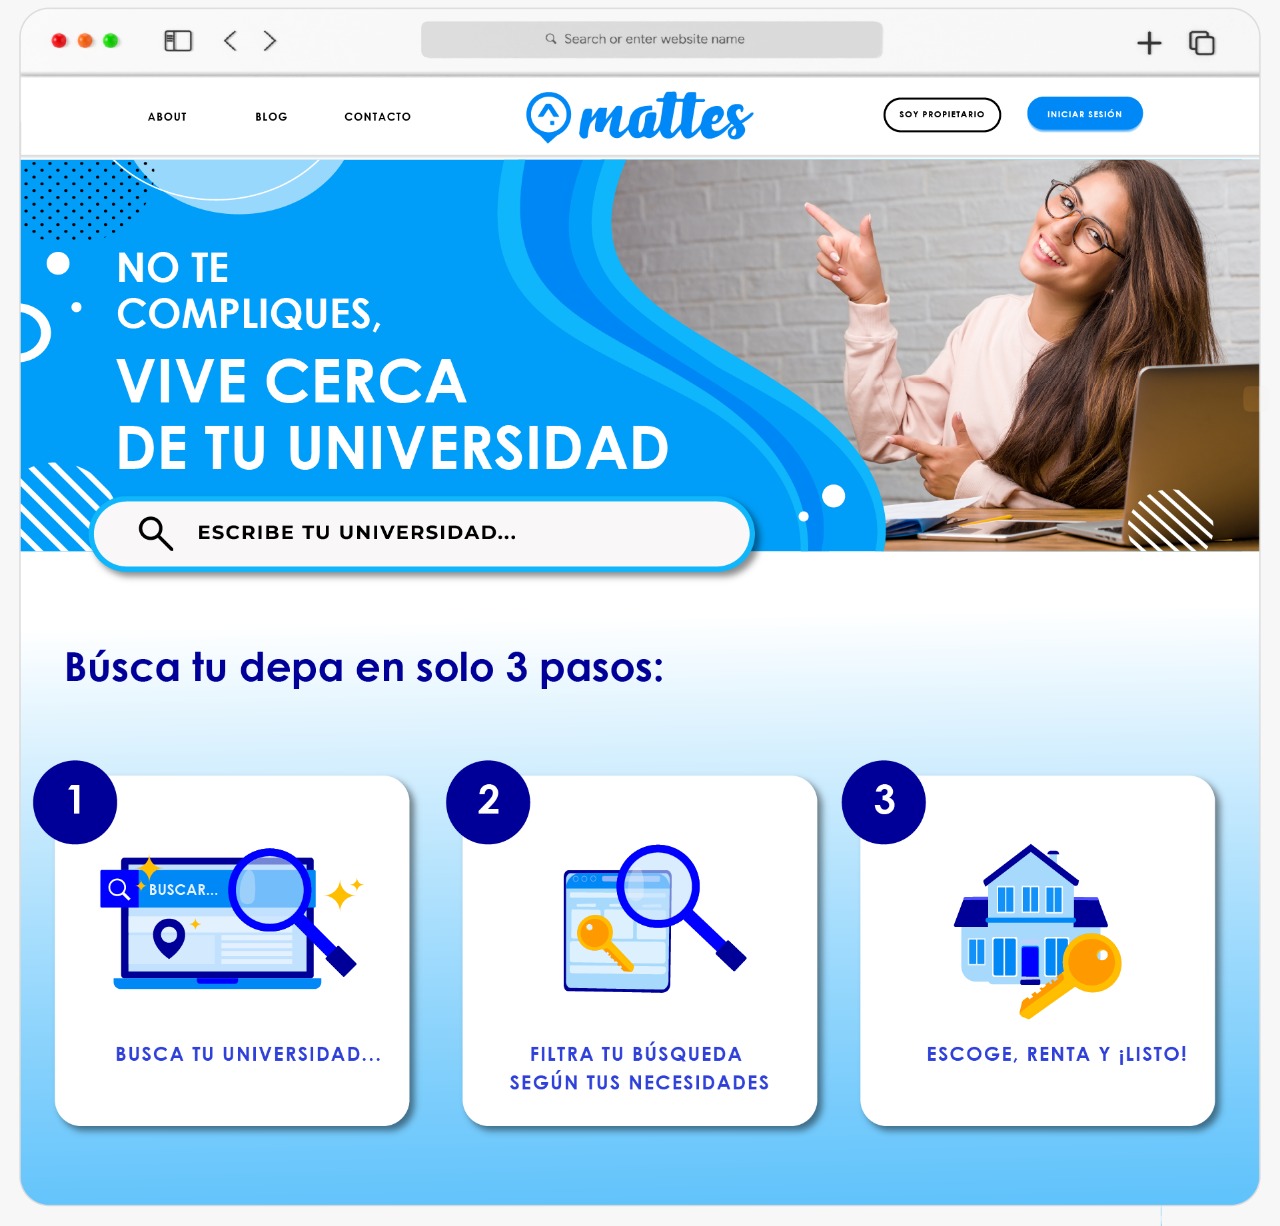 Search or enter website name
ABOUT
BLOG
CONTACTO
mattes
SOY PROPIETARIO
INICIAR SESIÓN
NO TE
COMPLIQUES,
VIVE CERCA
DE TU UNIVERSIDAD
ESCRIBE TU UNIVERSIDAD...
Búsca tu depa en solo 3 pasos:
1
BUSCAR...
BUSCA TU UNIVERSIDAD...
2
FILTRA TU BÚSQUEDA
SEGÚN TUS NECESIDADES
3
ESCOGE, RENTA Y ¡LISTO!